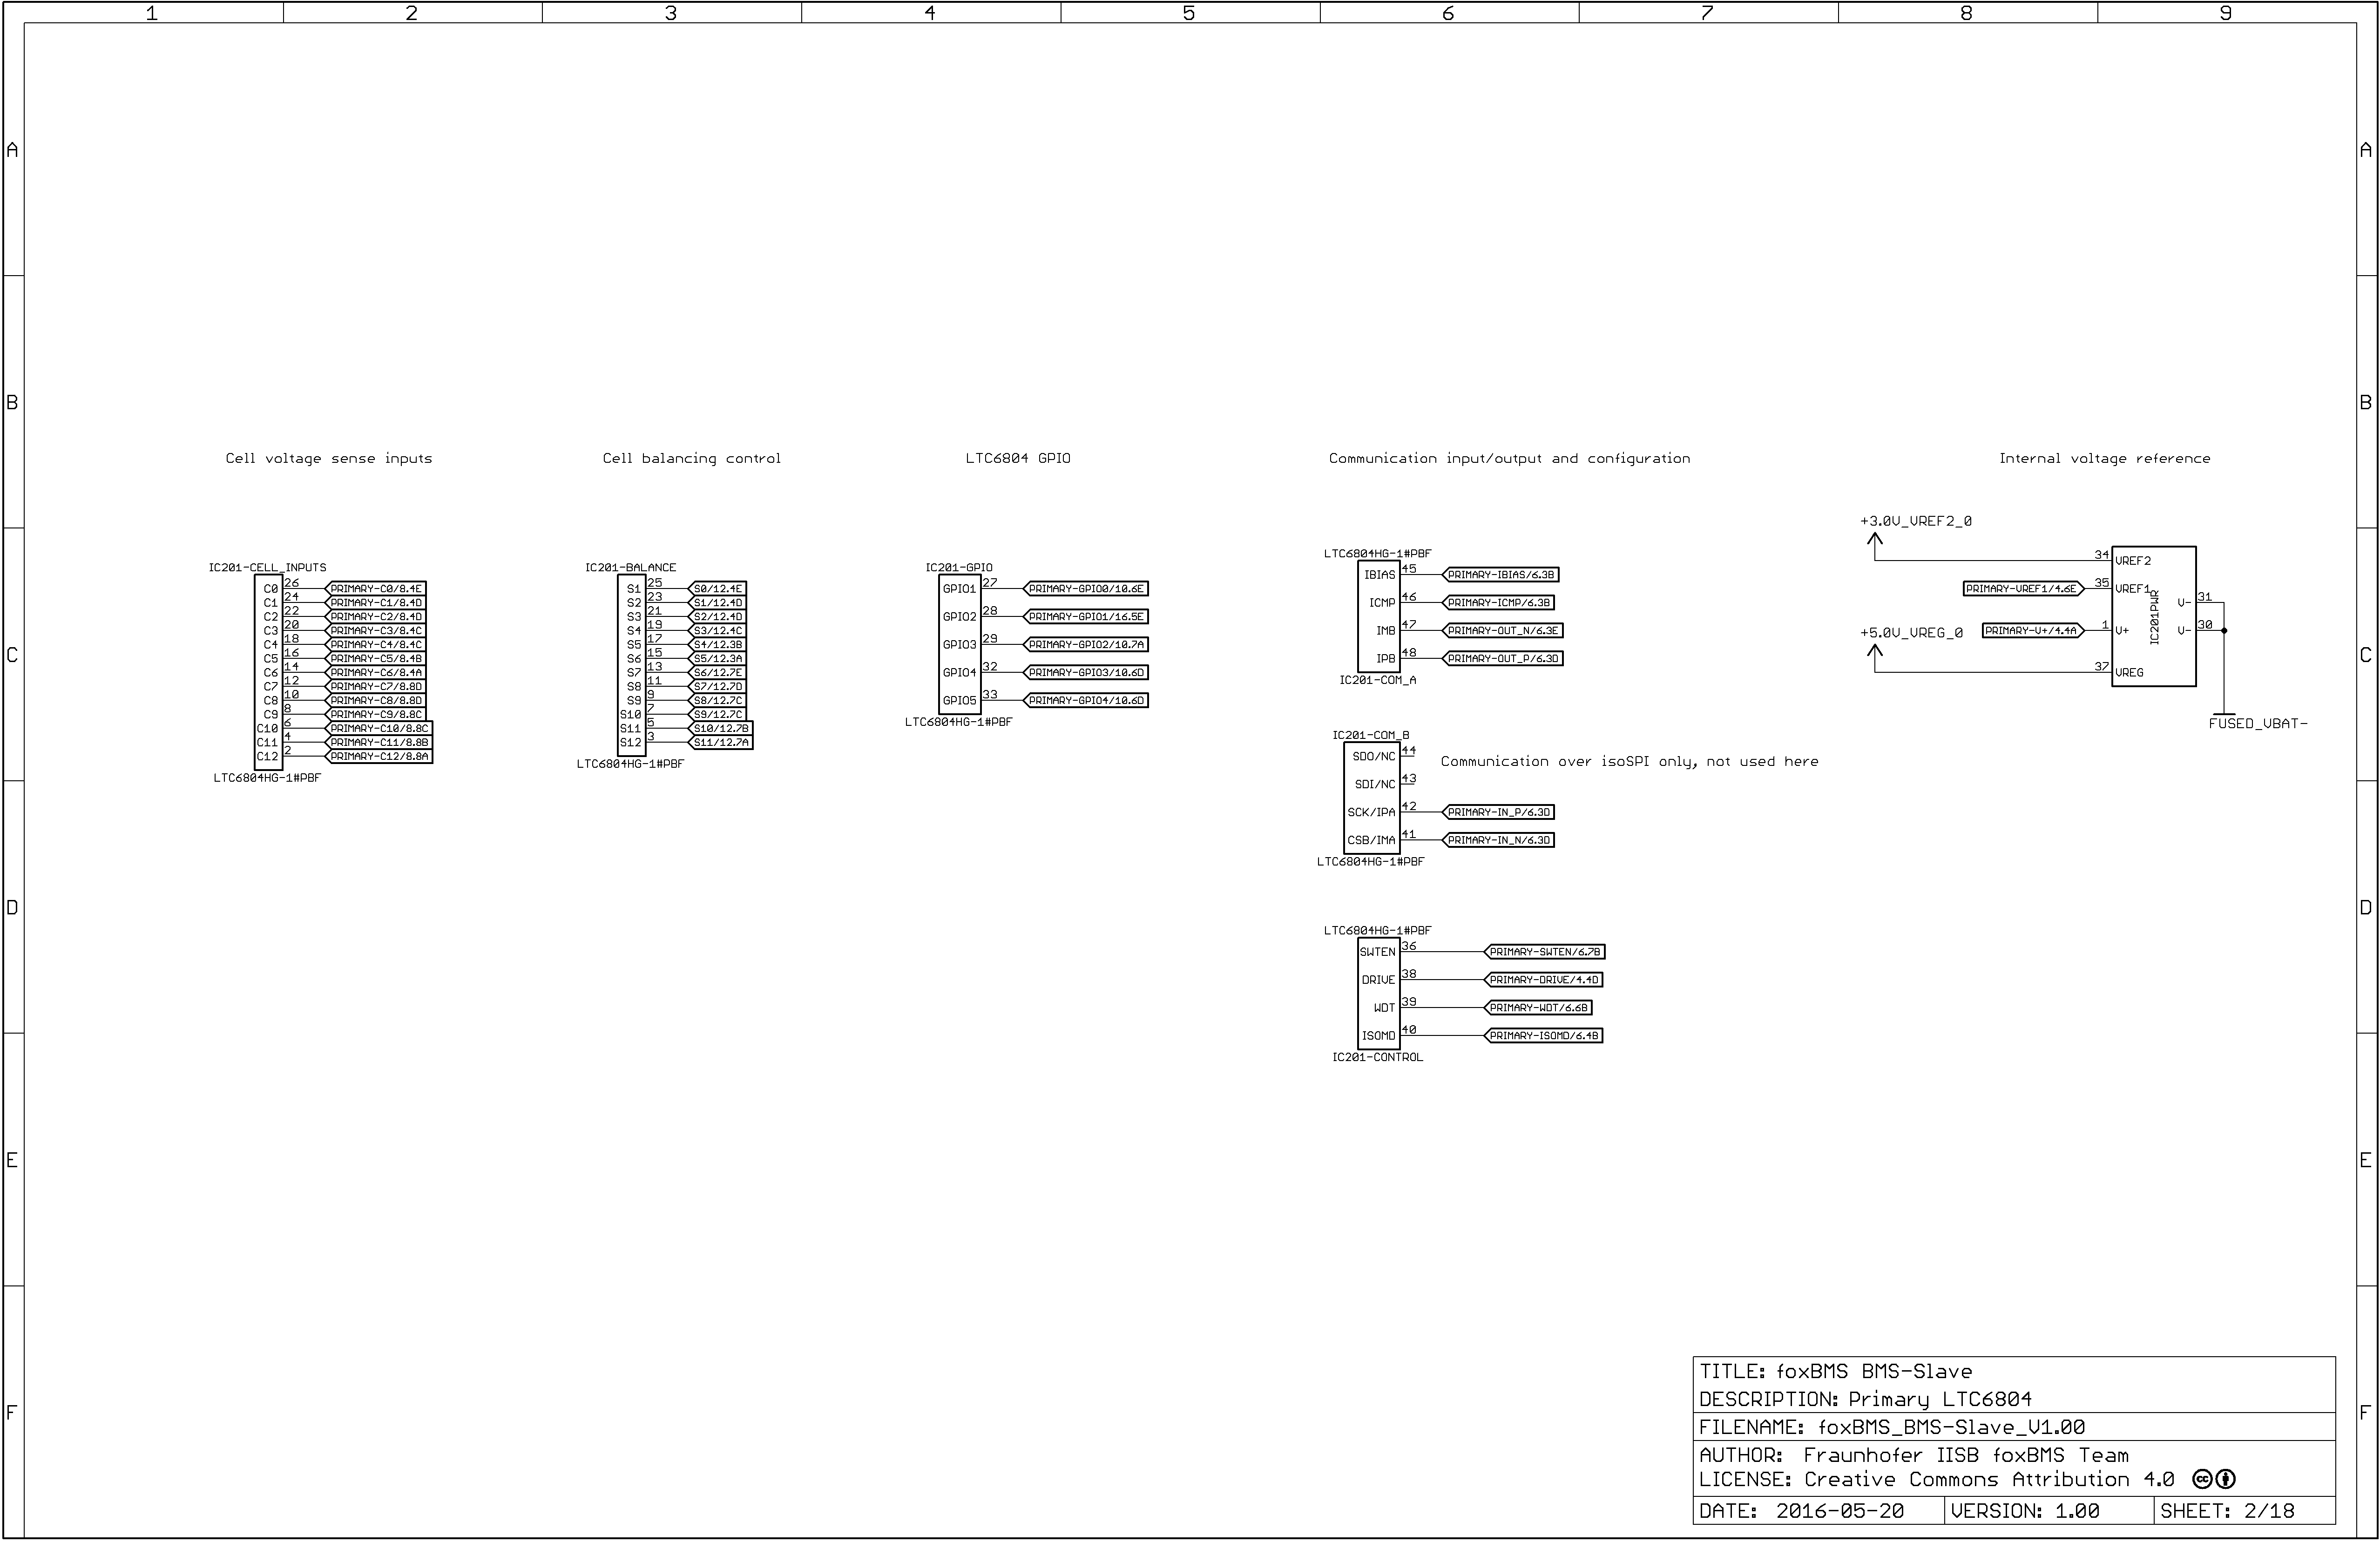 1 2 3 4 5 6 7 8 9
A A
B B
C C
D D
E E
F F
Cell voltage sense inputs
IC201-CELL_INPUTS
C0 26 PRIMARY-C0/8.4E
C1 24 PRIMARY-C1/8.4D
C2 22 PRIMARY-C2/8.4D
C3 20 PRIMARY-C3/8.4C
C4 18 PRIMARY-C4/8.4C
C5 16 PRIMARY-C5/8.4B
C6 14 PRIMARY-C6/8.4A
C7 12 PRIMARY-C7/8.8D
C8 10 PRIMARY-C8/8.8D
C9 8 PRIMARY-C9/8.8C
C10 6 PRIMARY-C10/8.8C
C11 4 PRIMARY-C11/8.8B
C12 2 PRIMARY-C12/8.8A
LTC6804HG-1#PBF
Cell balancing control
IC201-BALANCE
S1 25 S0/12.4E
S2 23 S1/12.4D
S3 21 S2/12.4D
S4 19 S3/12.4C
S5 17 S4/12.3B
S6 15 S5/12.3A
S7 13 S6/12.7E
S8 11 S7/12.7D
S9 9 S8/12.7C
S10 7 S9/12.7C
S11 5 S10/12.7B
S12 3 S11/12.7A
LTC6804HG-1#PBF
LTC6804 GPIO
IC201-GPIO
GPIO1 27 PRIMARY-GPIO0/10.6E
GPIO2 28 PRIMARY-GPIO1/16.5E
GPIO3 29 PRIMARY-GPIO2/10.7A
GPIO4 32 PRIMARY-GPIO3/10.6D
GPIO5 33 PRIMARY-GPIO4/10.6D
LTC6804HG-1#PBF
Communication input/output and configuration
LTC6804HG-1#PBF
IBIAS 45 PRIMARY-IBIAS/6.3B
ICMP 46 PRIMARY-ICMP/6.3B
IMB 47 PRIMARY-OUT_N/6.3E
IPB 48 PRIMARY-OUT_P/6.3D
IC201-COM_A
IC201-COM_B
SDO/NC 44
Communication over isoSPI only, not used here
SDI/NC 43
SCK/IPA 42 PRIMARY-IN_P/6.3D
CSB/IMA 41 PRIMARY-IN_N/6.3D
LTC6804HG-1#PBF
LTC6804HG-1#PBF
SWTEN 36 PRIMARY-SWTEN/6.7B
DRIVE 38 PRIMARY-DRIVE/4.4D
WDT 39 PRIMARY-WDT/6.6B
ISOMD 40 PRIMARY-ISOMD/6.4B
IC201-CONTROL
Internal voltage reference
+3.0V_VREF2_0
34 VREF2
PRIMARY-VREF1/4.6E 35 VREF1
+5.0V_VREG_0
PRIMARY-V+/4.4A 1 V+
37 VREG
IC201PWR
V- 31
V- 30
FUSED_VBAT-
TITLE: foxBMS BMS-Slave
DESCRIPTION: Primary LTC6804
FILENAME: foxBMS_BMS-Slave_V1.00
AUTHOR: Fraunhofer IISB foxBMS Team
LICENSE: Creative Commons Attribution 4.0 cc
DATE: 2016-05-20 VERSION: 1.00 SHEET: 2/18